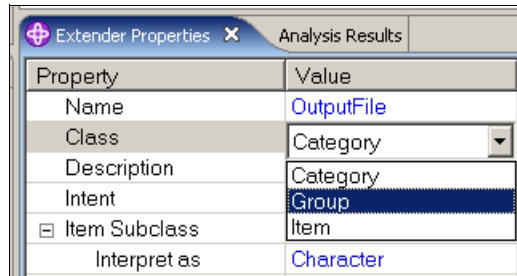 Extender Properties X Analysis Results
Property Value
Name OutputFile
Class Category
Description Category
Intent Group
Item Subclass Item
Interpret as Character